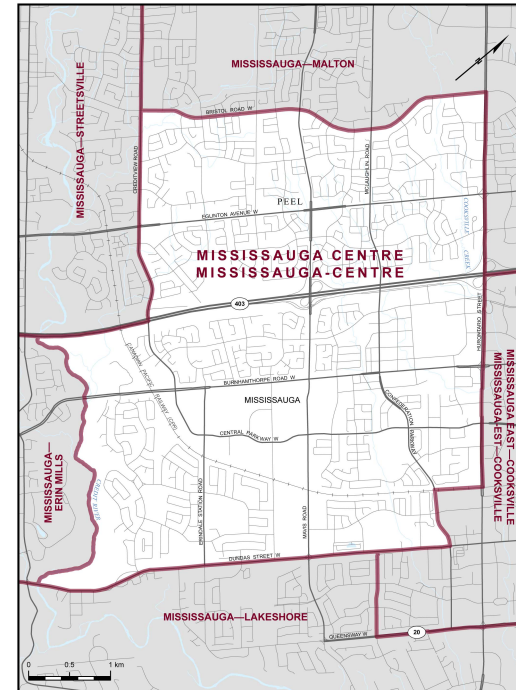 MISSISSAUGA—MALTON
N
BRISTOL ROAD W
MISSISSAUGA—STREETSVILLE
CREDITVIEW ROAD
MCLAUGHLIN ROAD
PEEL
COOKSVILLE
CREEK
EGLINTON AVENUE W
MISSISSAUGA CENTRE
MISSISSAUGA-CENTRE
403
HURONTARIO STREET
CANADIAN PACIFIC
RAILWAY (CPR)
BURNHAMTHORPE ROAD W
MISSISSAUGA
CONFEDERATION
PARKWAY
MISSISSAUGA EAST—COOKSVILLE
MISSISSAUGA-EST—COOKSVILLE
CENTRAL PARKWAY W
MISSISSAUGA—
ERIN MILLS
CREDIT RIVER
ERINDALE STATION ROAD
MAVIS ROAD
DUNDAS STREET W
MISSISSAUGA—LAKESHORE
QUEENSWAY W
20
0 0.5 1 km